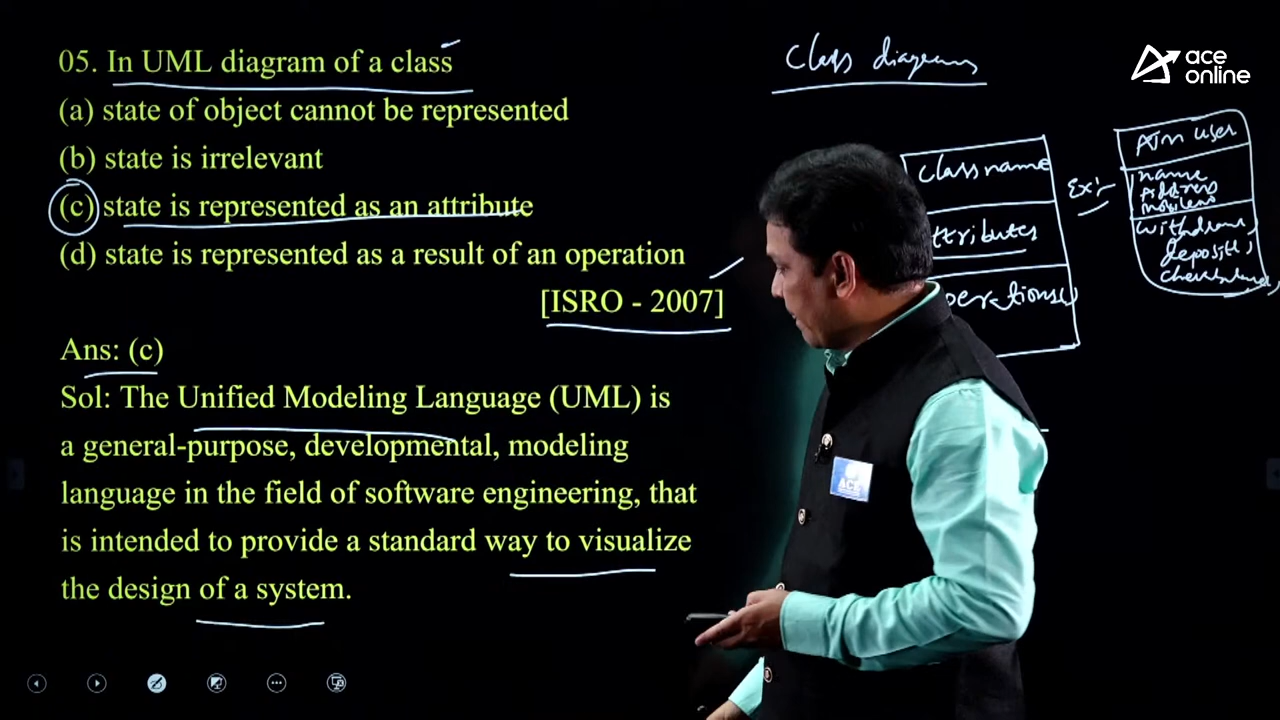 05. In UML diagram of a class
(a) state of object cannot be represented
(b) state is irrelevant
(c) state is represented as an attribute
(d) state is represented as a result of an operation
[ISRO - 2007]
Ans: (c)
Sol: The Unified Modeling Language (UML) is
a general-purpose, developmental, modeling
language in the field of software engineering, that
is intended to provide a standard way to visualize
the design of a system.
class diagrams
class name
ttributes
perations()
Ex:-
ATM user
name
Address
mobileno
withdraw
deposit
ace
online
ACE